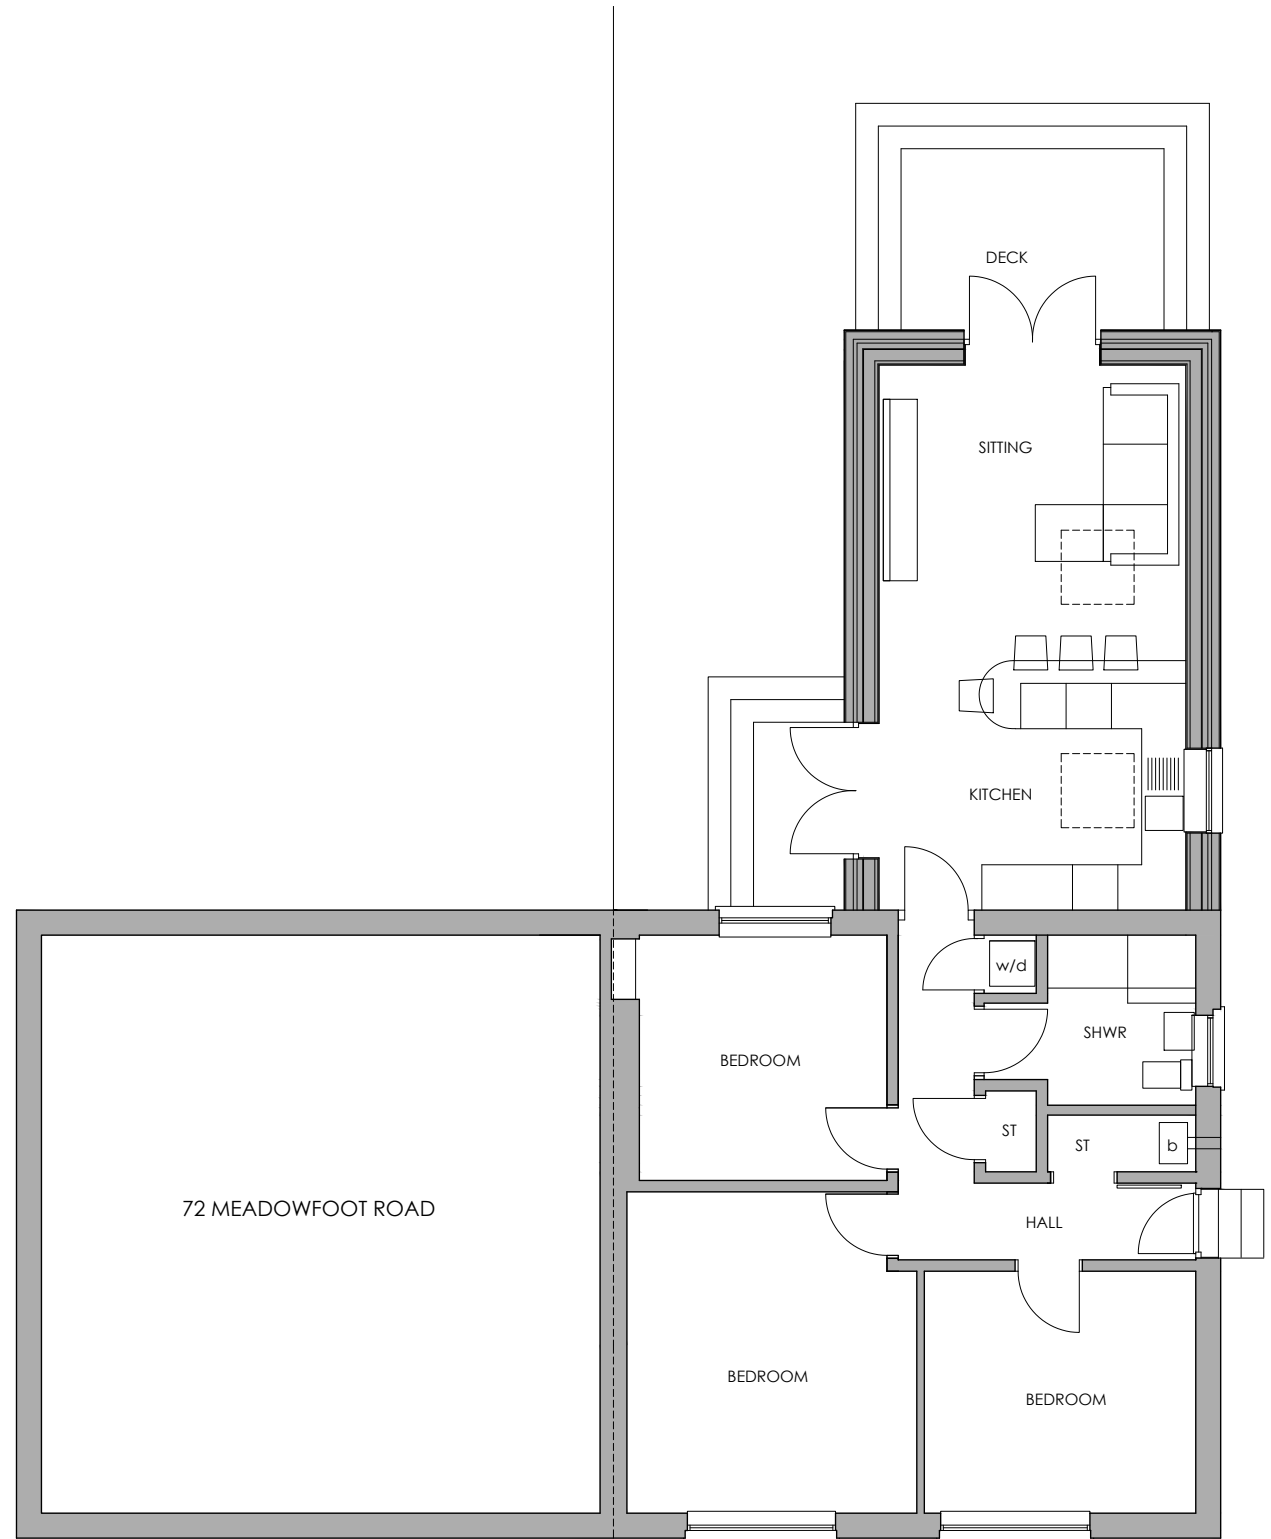 DECK
SITTING
KITCHEN
w/d
SHWR
BEDROOM
ST
ST
b
72 MEADOWFOOT ROAD
HALL
BEDROOM
BEDROOM